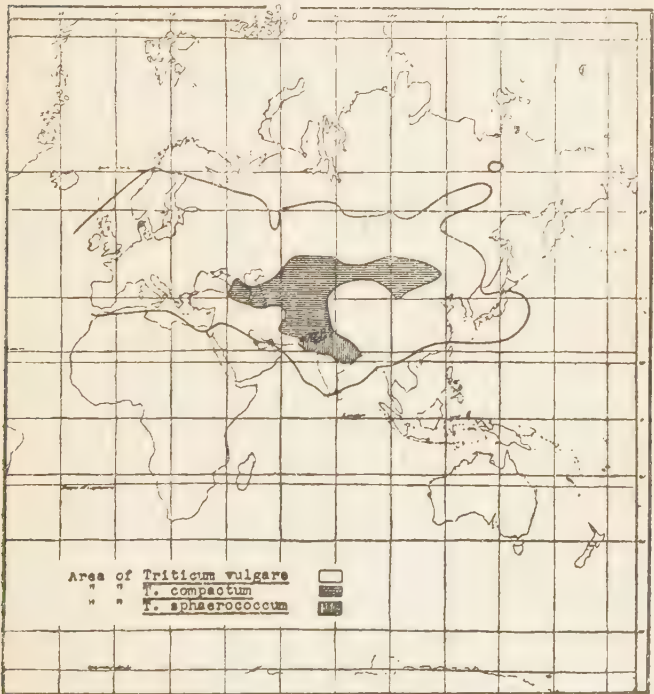 Area of Triticum vulgare
" " T. compactum
" " T. sphaerococcum